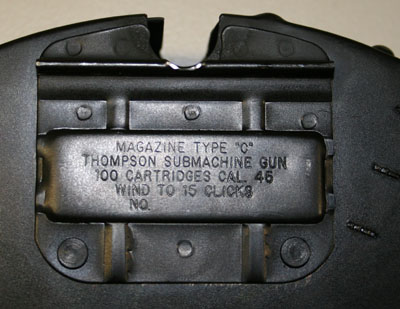 MAGAZINE TYPE "C"
THOMPSON SUBMACHINE GUN
100 CARTRIDGES CAL. 45
WIND TO 15 CLICKS
NO.